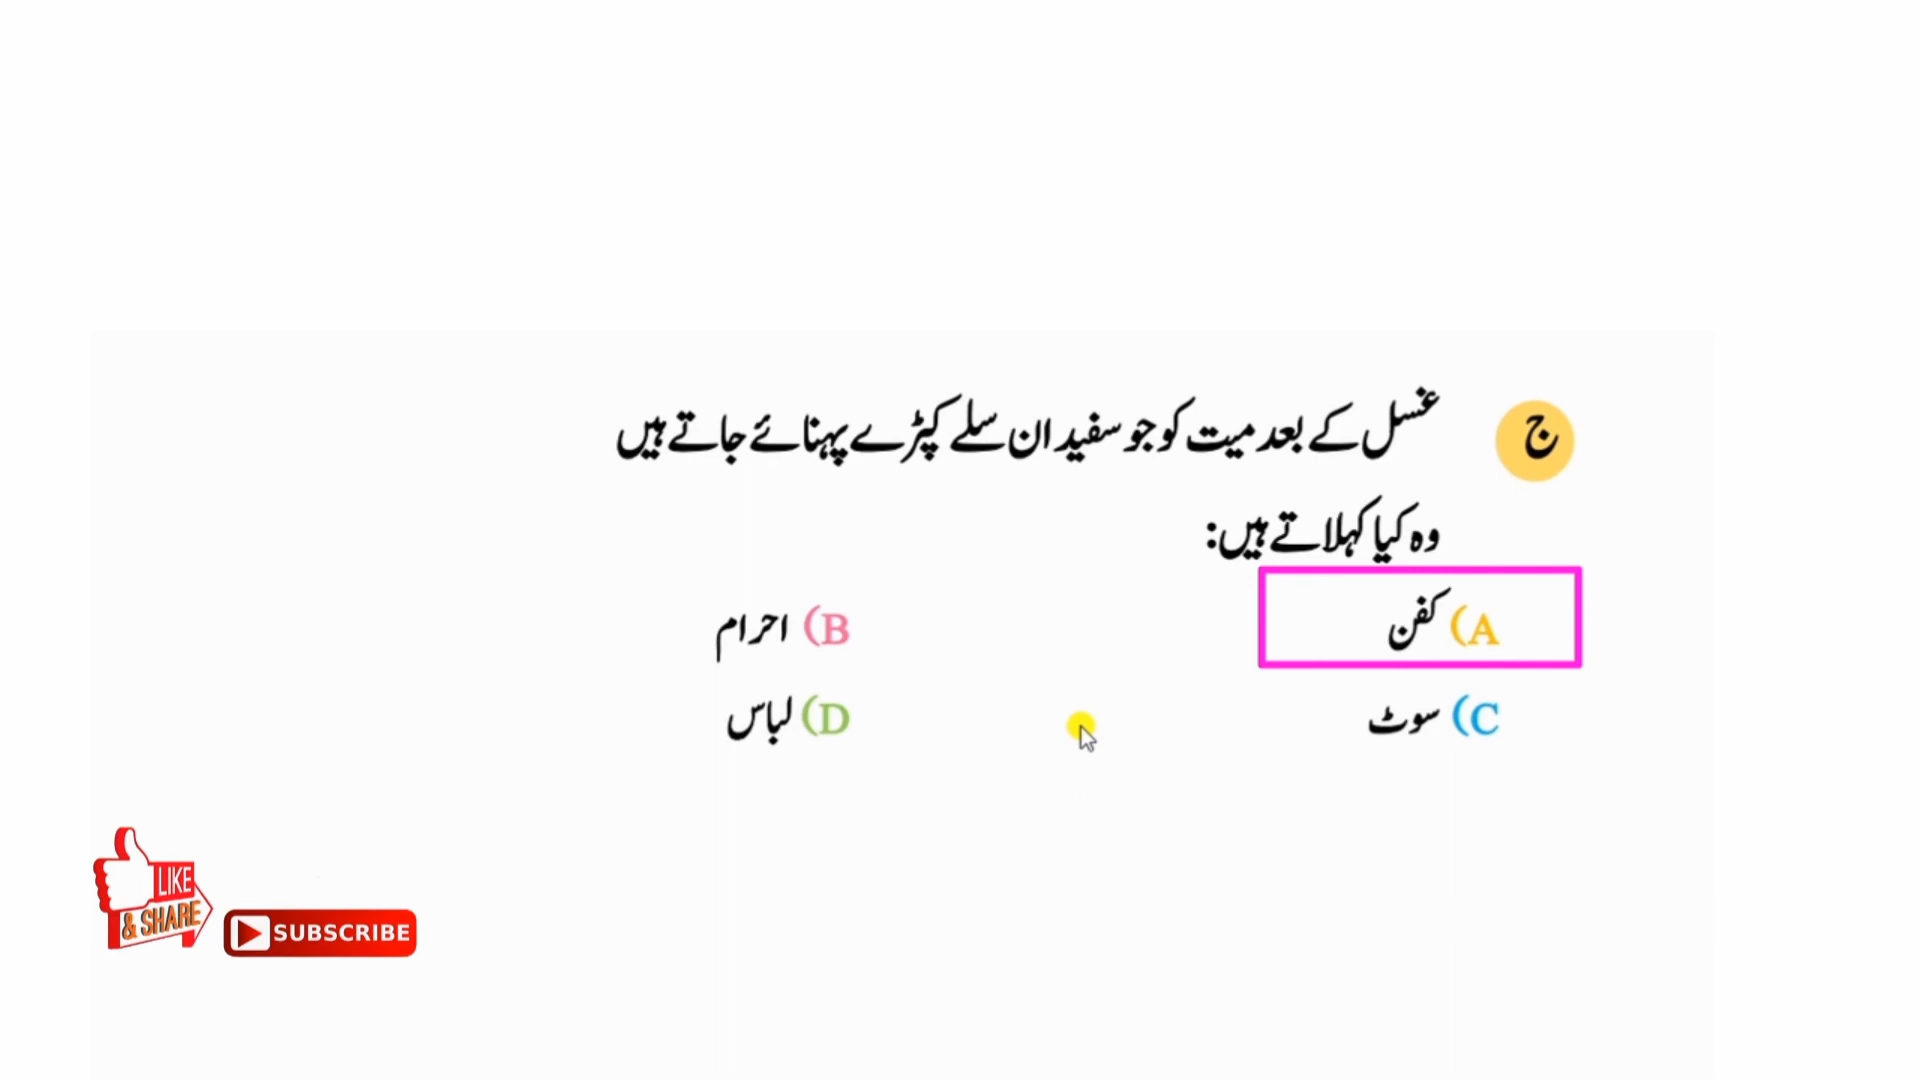 ج غسل کے بعد میت کو جو سفید ان سلے کپڑے پہنائے جاتے ہیں
وہ کیا کہلاتے ہیں:
A) کفن B) احرام
C) سوٹ D) لباس
LIKE
& SHARE
SUBSCRIBE